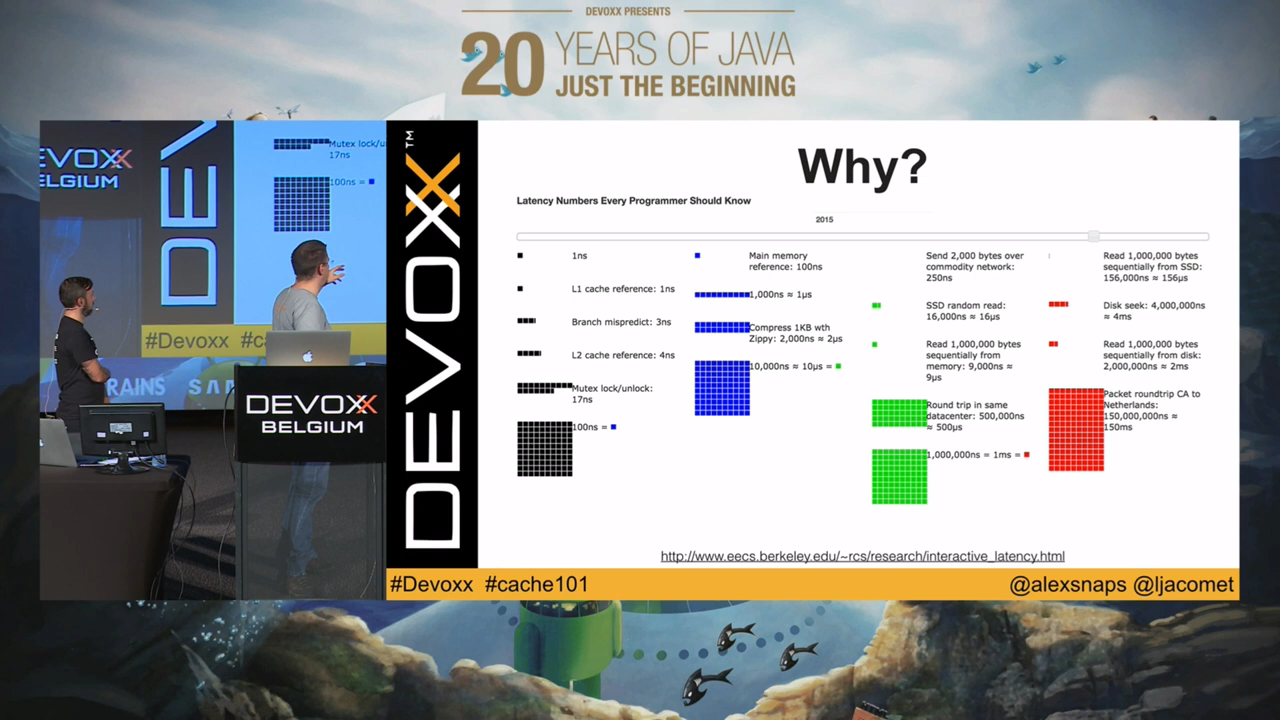 DEVOXX PRESENTS
20 YEARS OF JAVA
JUST THE BEGINNING
EVOXX
BELGIUM
DEV
Mutex lock/u
17ns
100ns =
#Devoxx #ca
RAINS SAM
DEVOXX
BELGIUM
DEVOXX™
Why?
Latency Numbers Every Programmer Should Know
2015
1ns
L1 cache reference: 1ns
Branch mispredict: 3ns
L2 cache reference: 4ns
Mutex lock/unlock:
17ns
100ns =
Main memory
reference: 100ns
1,000ns ≈ 1µs
Compress 1KB wth
Zippy: 2,000ns ≈ 2µs
10,000ns ≈ 10µs =
Send 2,000 bytes over
commodity network:
250ns
SSD random read:
16,000ns ≈ 16µs
Read 1,000,000 bytes
sequentially from
memory: 9,000ns ≈
9µs
Round trip in same
datacenter: 500,000ns
≈ 500µs
1,000,000ns = 1ms =
Read 1,000,000 bytes
sequentially from SSD:
156,000ns ≈ 156µs
Disk seek: 4,000,000ns
≈ 4ms
Read 1,000,000 bytes
sequentially from disk:
2,000,000ns ≈ 2ms
Packet roundtrip CA to
Netherlands:
150,000,000ns ≈
150ms
http://www.eecs.berkeley.edu/~rcs/research/interactive_latency.html
#Devoxx #cache101
@alexsnaps @ljacomet